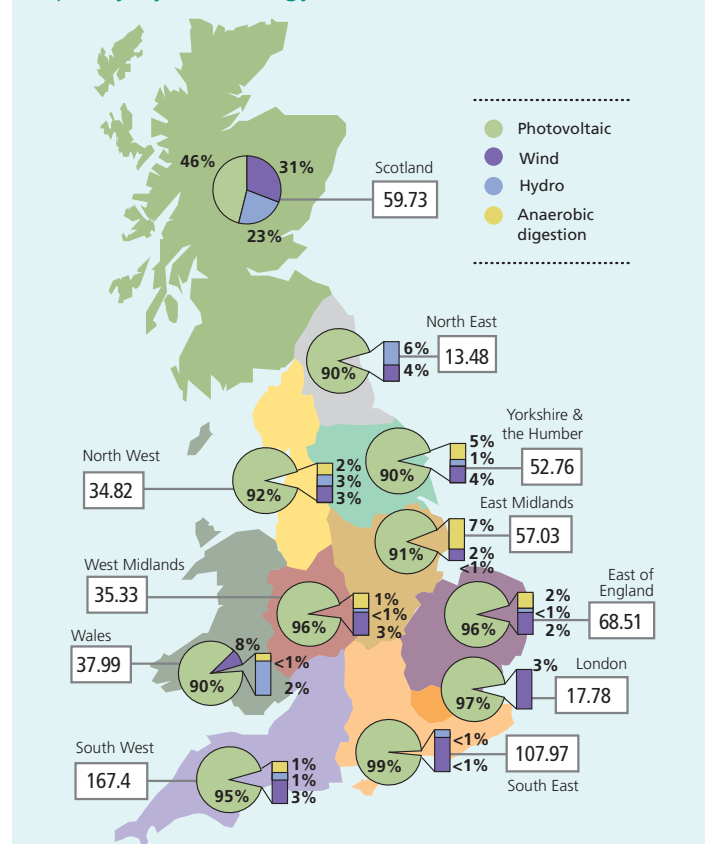 46%
31%
23%
Scotland
59.73
Photovoltaic
Wind
Hydro
Anaerobic
digestion
North East
13.48
90%
6%
4%
Yorkshire &
the Humber
52.76
90%
5%
1%
4%
North West
34.82
92%
2%
3%
3%
East Midlands
57.03
91%
7%
2%
<1%
West Midlands
35.33
96%
1%
<1%
3%
East of
England
68.51
96%
2%
<1%
2%
Wales
37.99
90%
8%
<1%
2%
London
17.78
97%
3%
South West
167.4
95%
1%
1%
3%
107.97
South East
99%
<1%
<1%